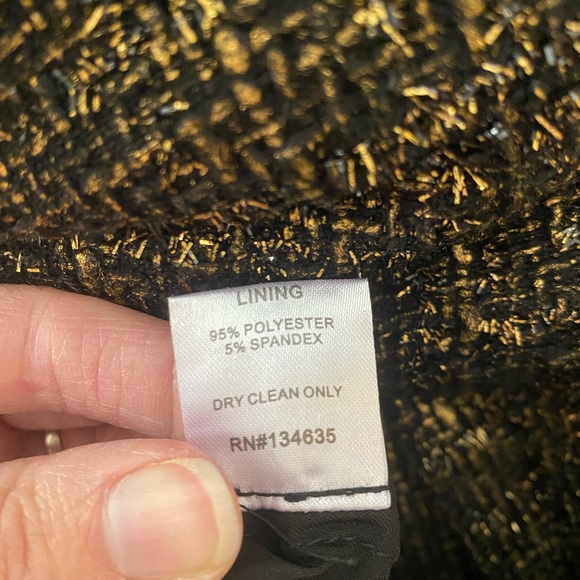 LINING
95% POLYESTER
5% SPANDEX
DRY CLEAN ONLY
RN#134635